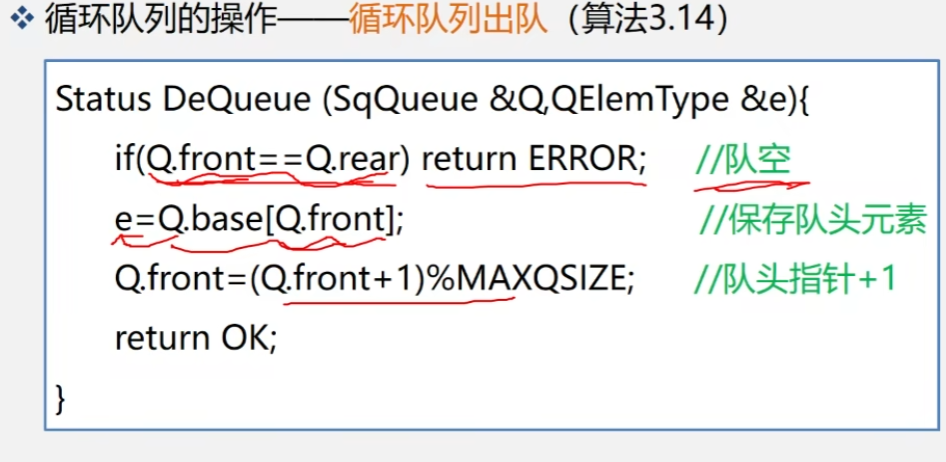 ❖ 循环队列的操作——循环队列出队（算法3.14）
Status DeQueue (SqQueue &Q,QElemType &e){
if(Q.front==Q.rear) return ERROR; //队空
e=Q.base[Q.front]; //保存队头元素
Q.front=(Q.front+1)%MAXQSIZE; //队头指针+1
return OK;
}